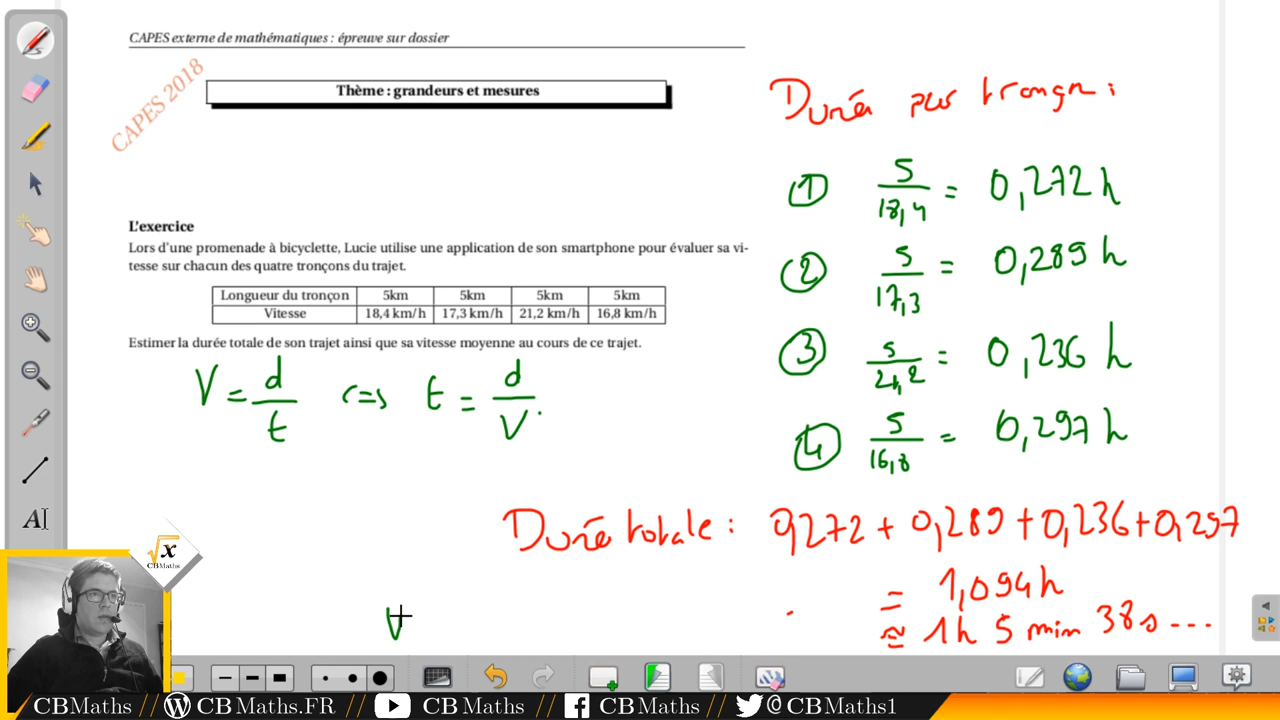 CAPES externe de mathématiques : épreuve sur dossier
CAPES 2018
Thème : grandeurs et mesures
L'exercice
Lors d'une promenade à bicyclette, Lucie utilise une application de son smartphone pour évaluer sa vi-
tesse sur chacun des quatre tronçons du trajet.
Longueur du tronçon 5km 5km 5km 5km
Vitesse 18,4 km/h 17,3 km/h 21,2 km/h 16,8 km/h
Estimer la durée totale de son trajet ainsi que sa vitesse moyenne au cours de ce trajet.
V = d/t <=> t = d/V.
Durée par
① 5/18,4 = 0,272 h
② 5/17,3 = 0,289 h
③ 5/21,2 = 0,236 h
④ 5/16,8 = 0,297 h
Durée totale : 0,272 + 0,289 + 0,236 + 0,297
= 1,094 h
≈ 1h 5 min 38 s ...
V
AI
√x
CBMaths
CBMaths // CBMaths.FR // CBMaths // CBMaths // @CBMaths1